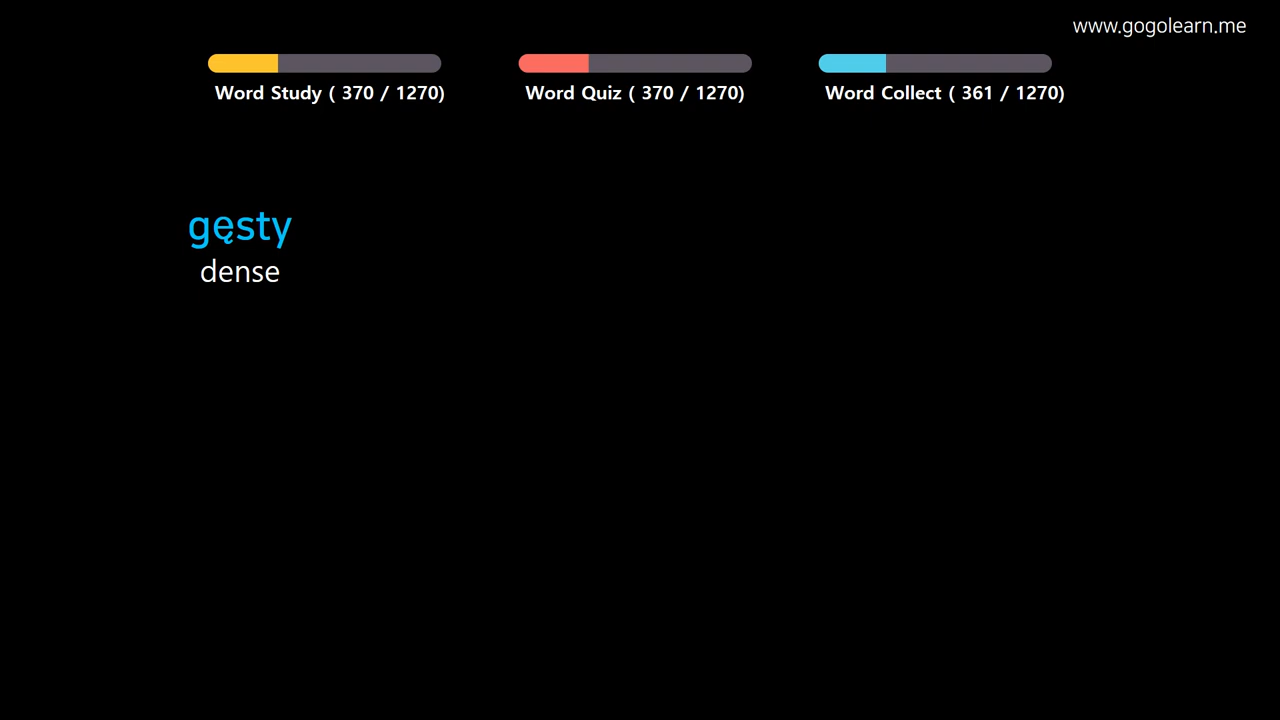 www.gogolearn.me
Word Study ( 370 / 1270)
Word Quiz ( 370 / 1270)
Word Collect ( 361 / 1270)
gęsty
dense